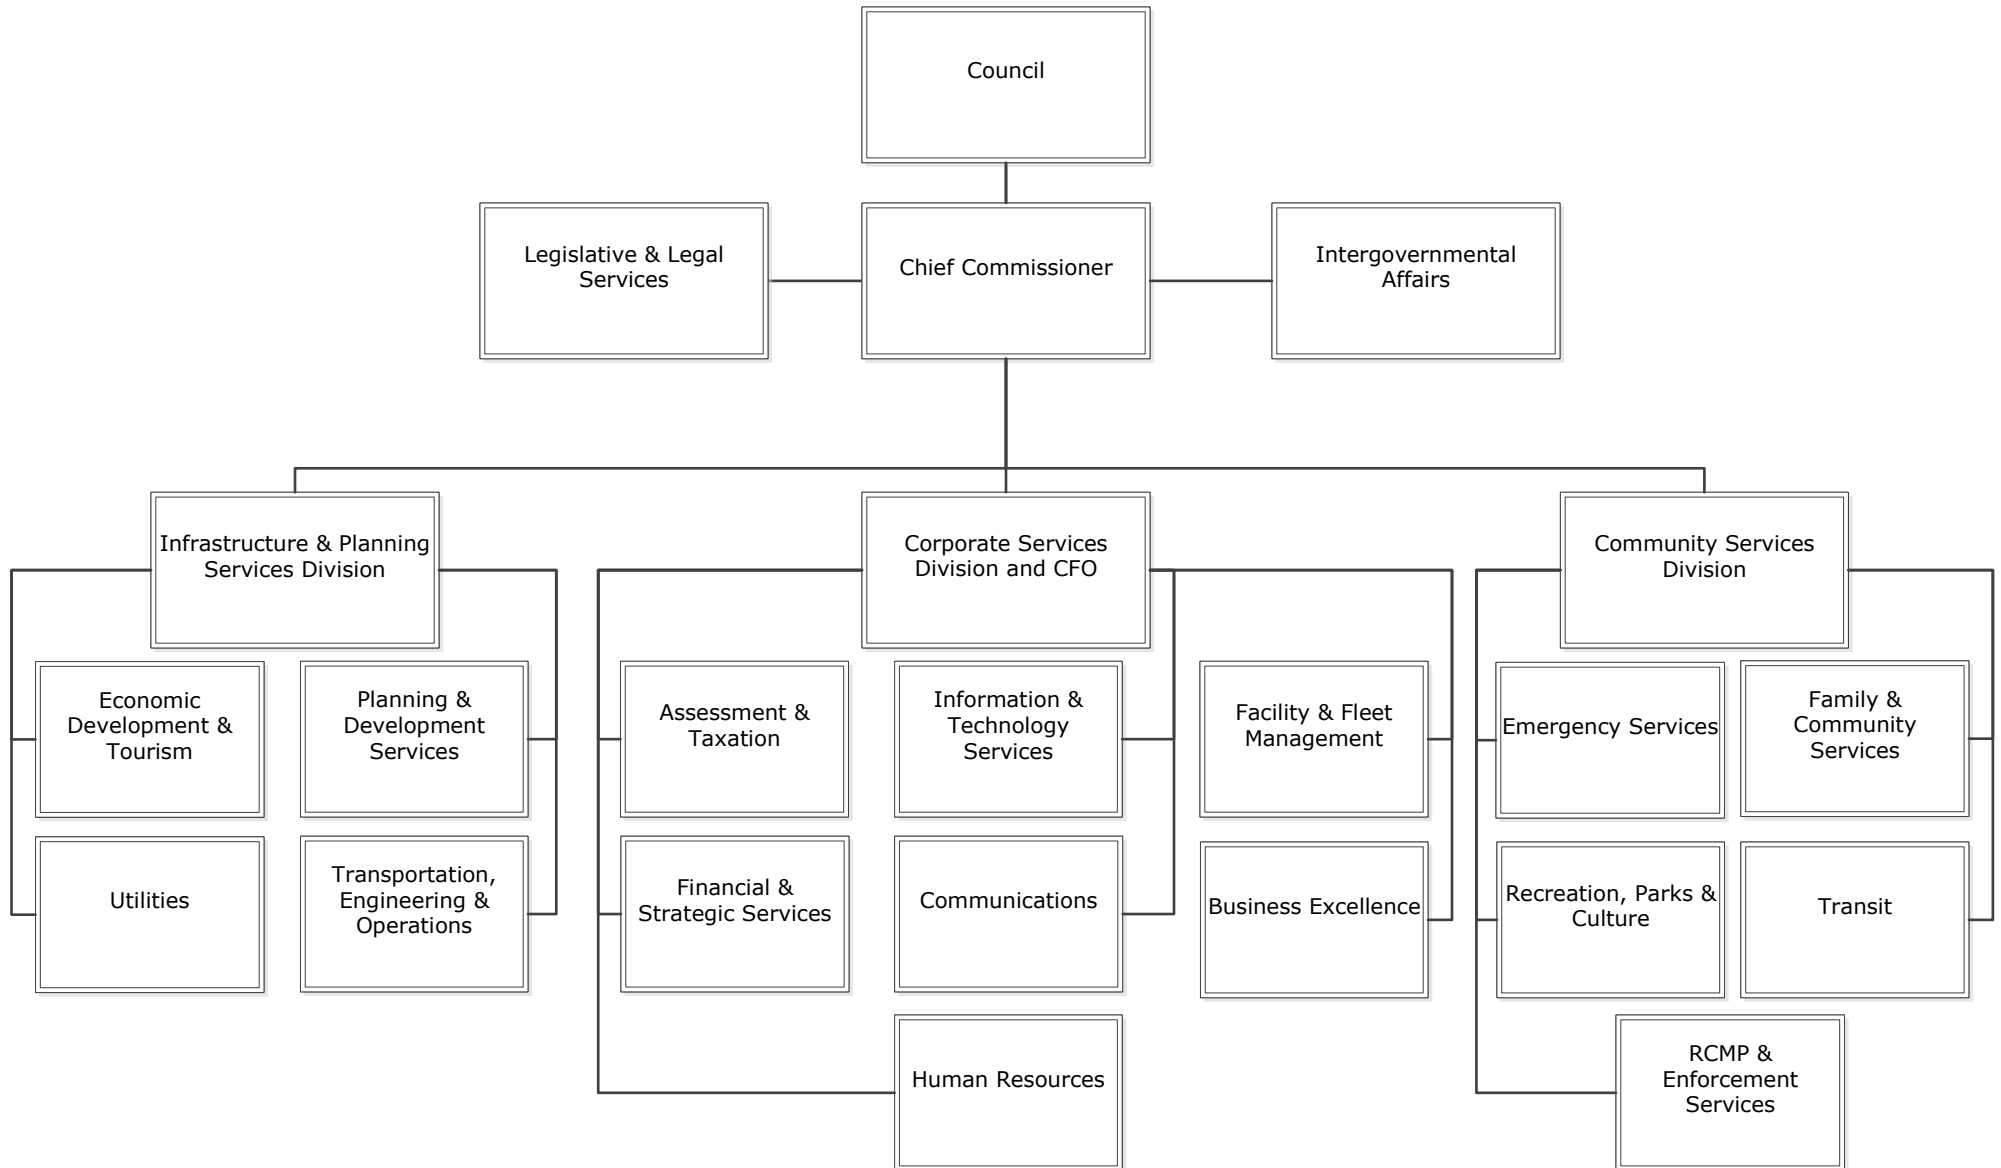 Council
Legislative & Legal
Services
Chief Commissioner
Intergovernmental
Affairs
Infrastructure & Planning
Services Division
Corporate Services
Division and CFO
Community Services
Division
Economic
Development &
Tourism
Planning &
Development
Services
Assessment &
Taxation
Information &
Technology
Services
Facility & Fleet
Management
Emergency Services
Family &
Community
Services
Utilities
Transportation,
Engineering &
Operations
Financial &
Strategic Services
Communications
Business Excellence
Recreation, Parks &
Culture
Transit
Human Resources
RCMP &
Enforcement
Services